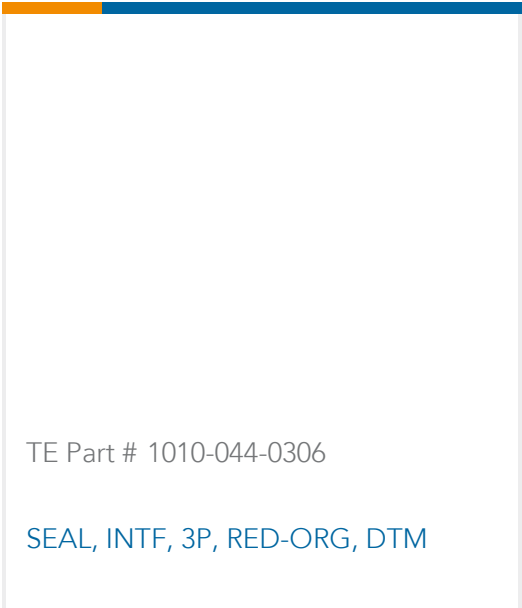 TE Part # 1010-044-0306
SEAL, INTF, 3P, RED-ORG, DTM